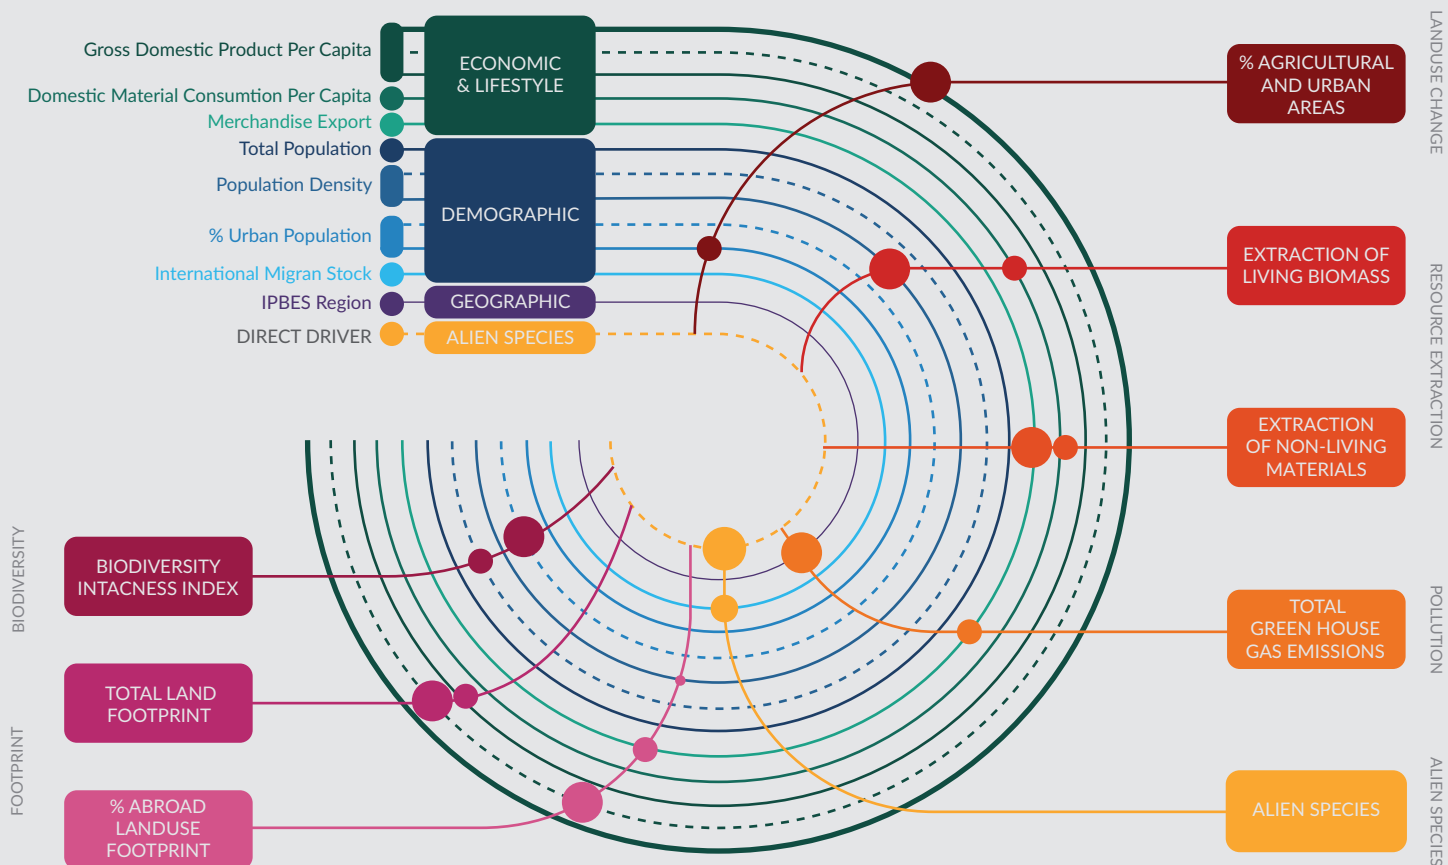 Gross Domestic Product Per Capita
Domestic Material Consumtion Per Capita
Merchandise Export
Total Population
Population Density
% Urban Population
International Migran Stock
IPBES Region
DIRECT DRIVER
ECONOMIC
& LIFESTYLE
DEMOGRAPHIC
GEOGRAPHIC
ALIEN SPECIES
% AGRICULTURAL
AND URBAN
AREAS
LANDUSE CHANGE
EXTRACTION OF
LIVING BIOMASS
RESOURCE EXTRACTION
EXTRACTION
OF NON-LIVING
MATERIALS
TOTAL
GREEN HOUSE
GAS EMISSIONS
POLLUTION
ALIEN SPECIES
ALIEN SPECIES
BIODIVERSITY
BIODIVERSITY
INTACNESS INDEX
TOTAL LAND
FOOTPRINT
FOOTPRINT
% ABROAD
LANDUSE
FOOTPRINT